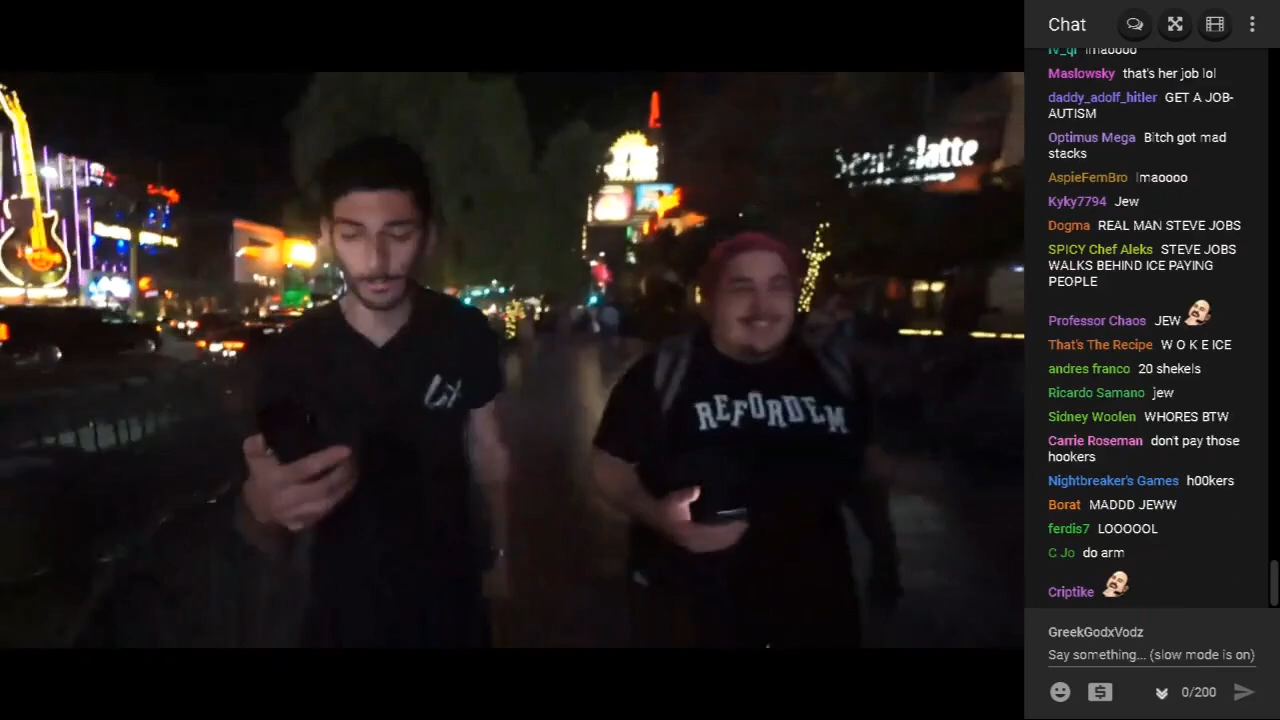 Latte
REFORDEM
Chat
Maslowsky that's her job lol
daddy_adolf_hitler GET A JOB-
AUTISM
Optimus Mega Bitch got mad
stacks
AspieFemBro lmaoooo
Kyky7794 Jew
Dogma REAL MAN STEVE JOBS
SPICY Chef Aleks STEVE JOBS
WALKS BEHIND ICE PAYING
PEOPLE
Professor Chaos JEW
That's The Recipe W O K E ICE
andres franco 20 shekels
Ricardo Samano jew
Sidney Woolen WHORES BTW
Carrie Roseman don't pay those
hookers
Nightbreaker's Games h00kers
Borat MADDD JEWW
ferdis7 LOOOOOL
C Jo do arm
Criptike
GreekGodxVodz
Say something... (slow mode is on)
0/200